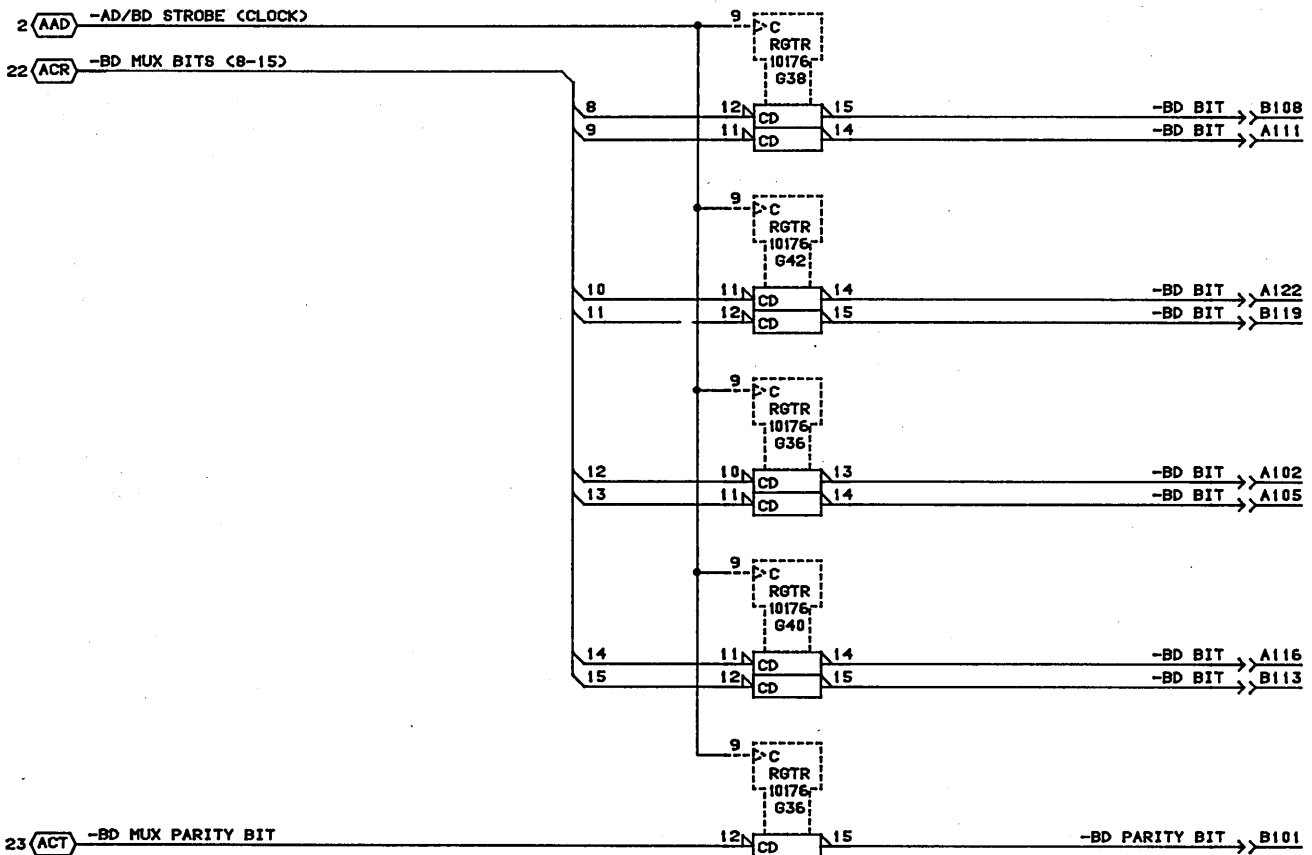 2 AAD -AD/BD STROBE (CLOCK) 9 C
RGTR
10176
G38
22 ACR -BD MUX BITS (8-15)
8 12 CD 15 -BD BIT B108
9 11 CD 14 -BD BIT A111
9 C
RGTR
10176
G42
10 11 CD 14 -BD BIT A122
11 12 CD 15 -BD BIT B119
9 C
RGTR
10176
G36
12 10 CD 13 -BD BIT A102
13 11 CD 14 -BD BIT A105
9 C
RGTR
10176
G40
14 11 CD 14 -BD BIT A116
15 12 CD 15 -BD BIT B113
9 C
RGTR
10176
G36
23 ACT -BD MUX PARITY BIT 12 CD 15 -BD PARITY BIT B101